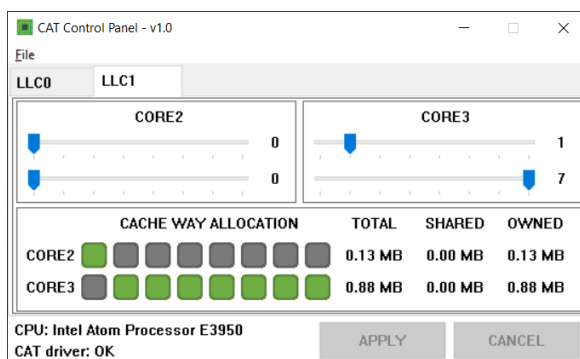 CAT Control Panel - v1.0
File
LLC0 LLC1
CORE2 CORE3
0 1
0 7
CACHE WAY ALLOCATION TOTAL SHARED OWNED
CORE2 0.13 MB 0.00 MB 0.13 MB
CORE3 0.88 MB 0.00 MB 0.88 MB
CPU: Intel Atom Processor E3950
CAT driver: OK
APPLY CANCEL